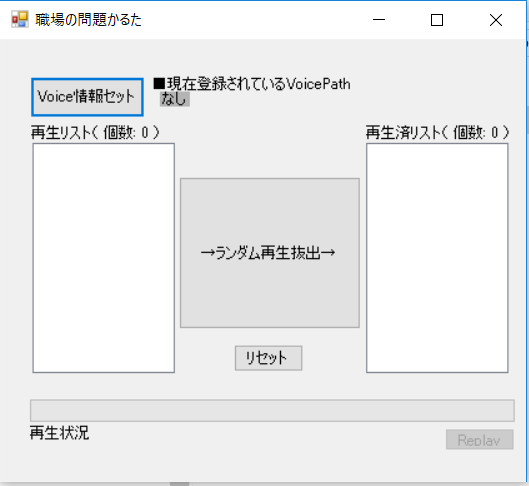 職場の問題かるた
Voice情報セット
■現在登録されているVoicePath
なし
再生リスト( 個数: 0 )
再生済リスト( 個数: 0 )
→ランダム再生抜出→
リセット
再生状況
Replay